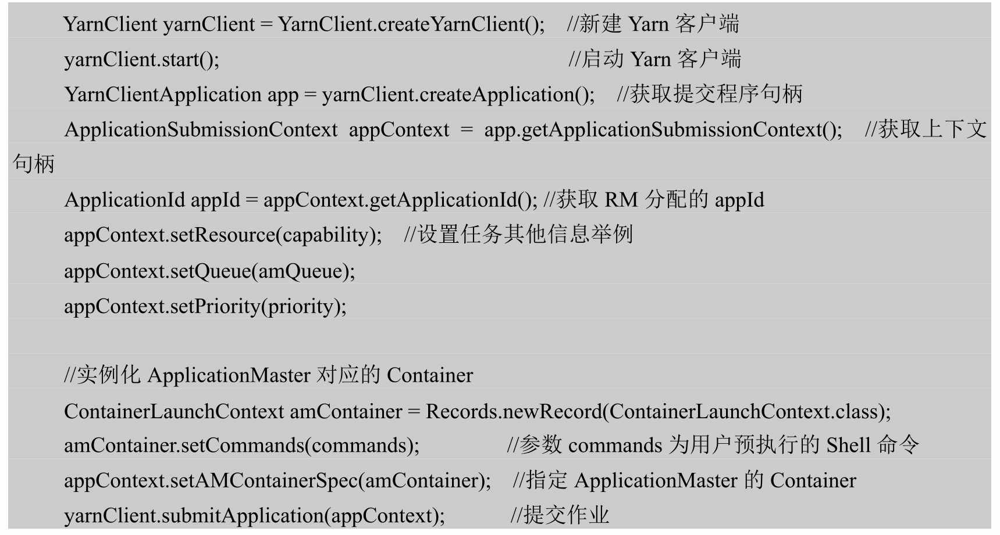 YarnClient yarnClient = YarnClient.createYarnClient(); //新建 Yarn 客户端
yarnClient.start(); //启动 Yarn 客户端
YarnClientApplication app = yarnClient.createApplication(); //获取提交程序句柄
ApplicationSubmissionContext appContext = app.getApplicationSubmissionContext(); //获取上下文
句柄
ApplicationId appId = appContext.getApplicationId(); //获取 RM 分配的 appId
appContext.setResource(capability); //设置任务其他信息举例
appContext.setQueue(amQueue);
appContext.setPriority(priority);
//实例化 ApplicationMaster 对应的 Container
ContainerLaunchContext amContainer = Records.newRecord(ContainerLaunchContext.class);
amContainer.setCommands(commands); //参数 commands 为用户预执行的 Shell 命令
appContext.setAMContainerSpec(amContainer); //指定 ApplicationMaster 的 Container
yarnClient.submitApplication(appContext); //提交作业